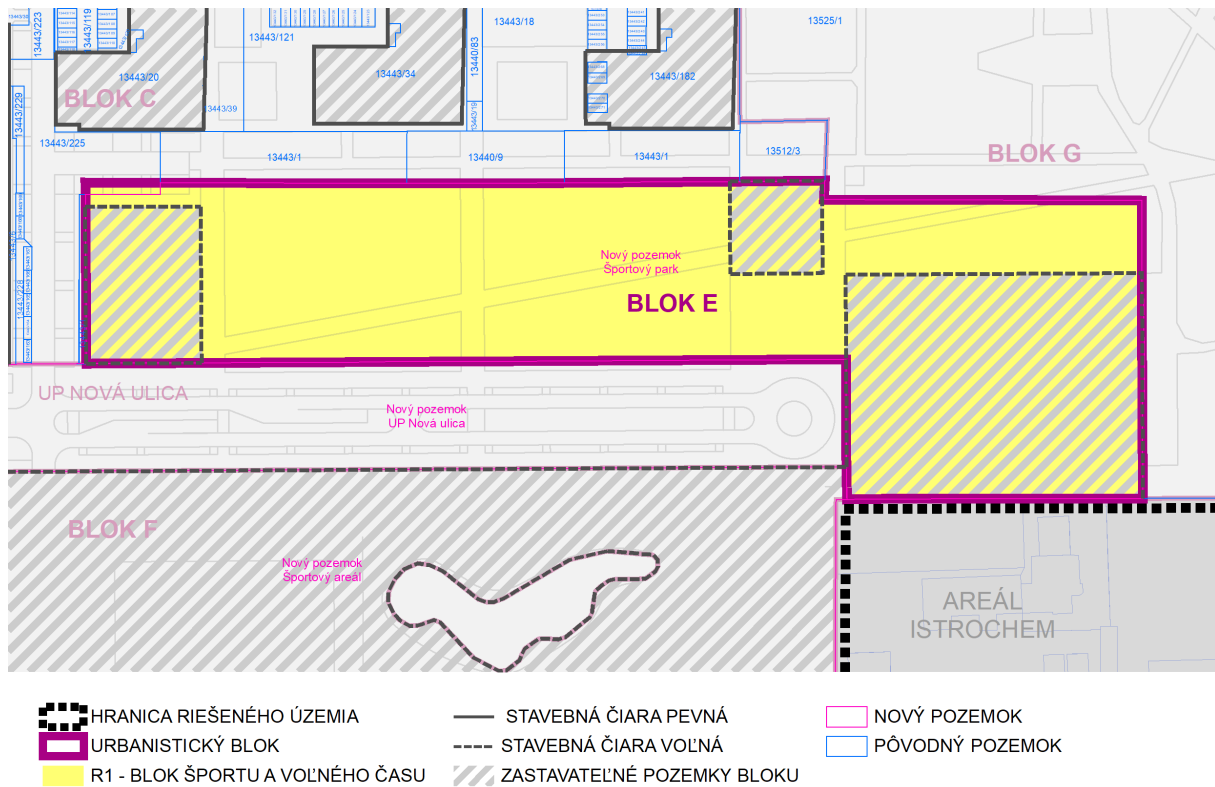 13443/223
13443/119
13443/121
13443/18
13440/83
13525/1
13443/20
13443/34
13443/182
BLOK C
13443/229
13443/39
13443/19
13443/225
13443/1
13440/9
13443/1
13512/3
BLOK G
Nový pozemok
Športový park
BLOK E
13443/228
UP NOVÁ ULICA
Nový pozemok
UP Nová ulica
BLOK F
Nový pozemok
Športový areál
AREÁL
ISTROCHEM
HRANICA RIEŠENÉHO ÚZEMIA
STAVEBNÁ ČIARA PEVNÁ
NOVÝ POZEMOK
URBANISTICKÝ BLOK
STAVEBNÁ ČIARA VOĽNÁ
PÔVODNÝ POZEMOK
R1 - BLOK ŠPORTU A VOĽNÉHO ČASU
ZASTAVATEĽNÉ POZEMKY BLOKU